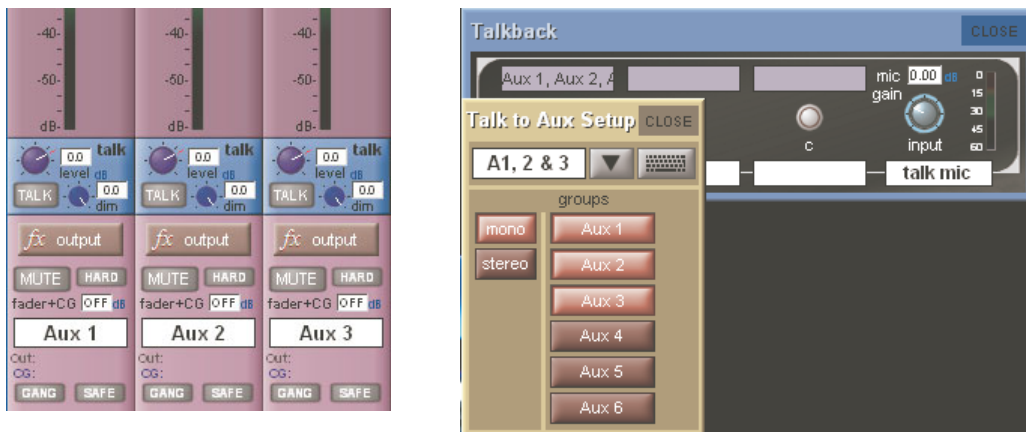 -40-
-40-
-40-
-50-
-50-
-50-
dB-
dB-
dB-
0.0 talk
level dB
TALK 0.0
dim
0.0 talk
level dB
TALK 0.0
dim
0.0 talk
level dB
TALK 0.0
dim
fx output
fx output
fx output
MUTE HARD
MUTE HARD
MUTE HARD
fader+CG OFF dB
fader+CG OFF dB
fader+CG OFF dB
Aux 1
Aux 2
Aux 3
Cut:
Cut:
Cut:
CG:
CG:
CG:
GANG SAFE
GANG SAFE
GANG SAFE
Talkback CLOSE
Aux 1, Aux 2, A
mic 0.00 dB
gain
0
15
30
45
60
c
input
talk mic
Talk to Aux Setup CLOSE
A1, 2 & 3
groups
mono
stereo
Aux 1
Aux 2
Aux 3
Aux 4
Aux 5
Aux 6